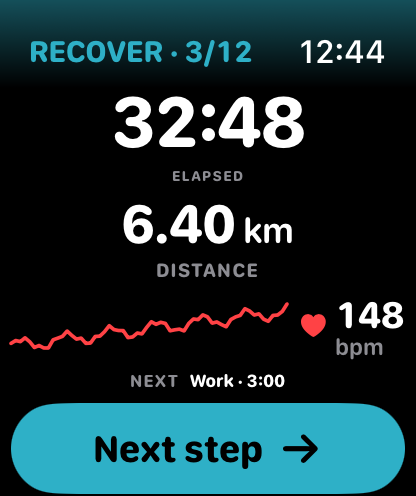 RECOVER · 3/12 12:44
32:48
ELAPSED
6.40 km
DISTANCE
148
bpm
NEXT Work · 3:00
Next step →